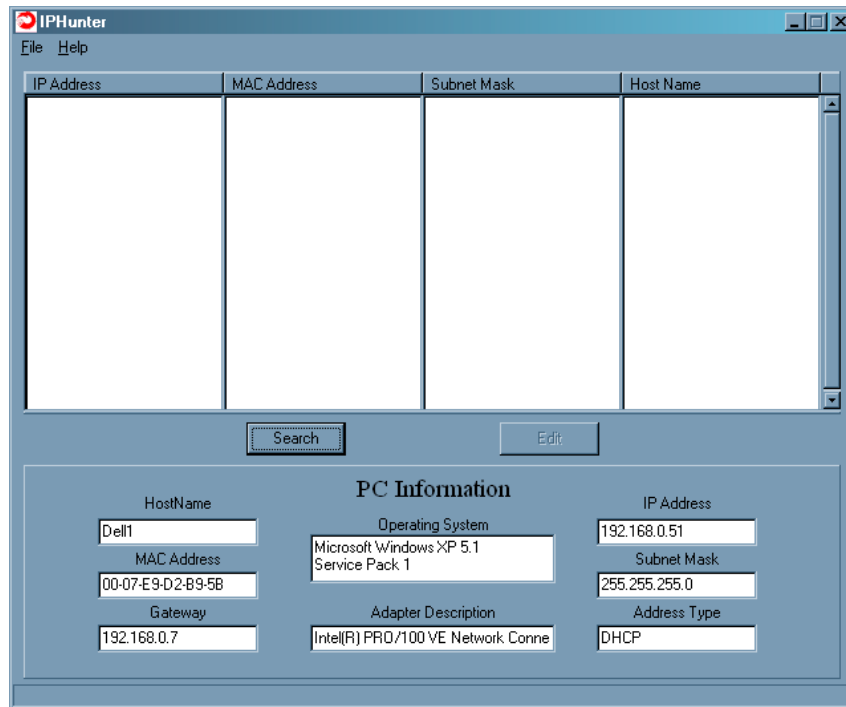 IPHunter
File Help
IP Address MAC Address Subnet Mask Host Name
Search Edit
PC Information
HostName
Dell1
MAC Address
00-07-E9-D2-B9-5B
Gateway
192.168.0.7
Operating System
Microsoft Windows XP 5.1
Service Pack 1
Adapter Description
Intel(R) PRO/100 VE Network Conne
IP Address
192.168.0.51
Subnet Mask
255.255.255.0
Address Type
DHCP